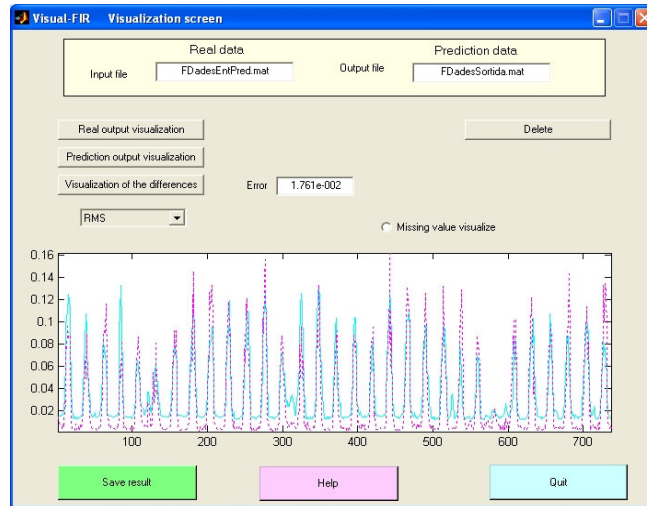 Visual-FIR Visualization screen
Real data
Prediction data
Input file
FDadesEntPred.mat
Output file
FDadesSortida.mat
Real output visualization
Delete
Prediction output visualization
Visualization of the differences
Error
1.761e-002
RMS
Missing value visualize
0.16
0.14
0.12
0.1
0.08
0.06
0.04
0.02
100 200 300 400 500 600 700
Save result
Help
Quit